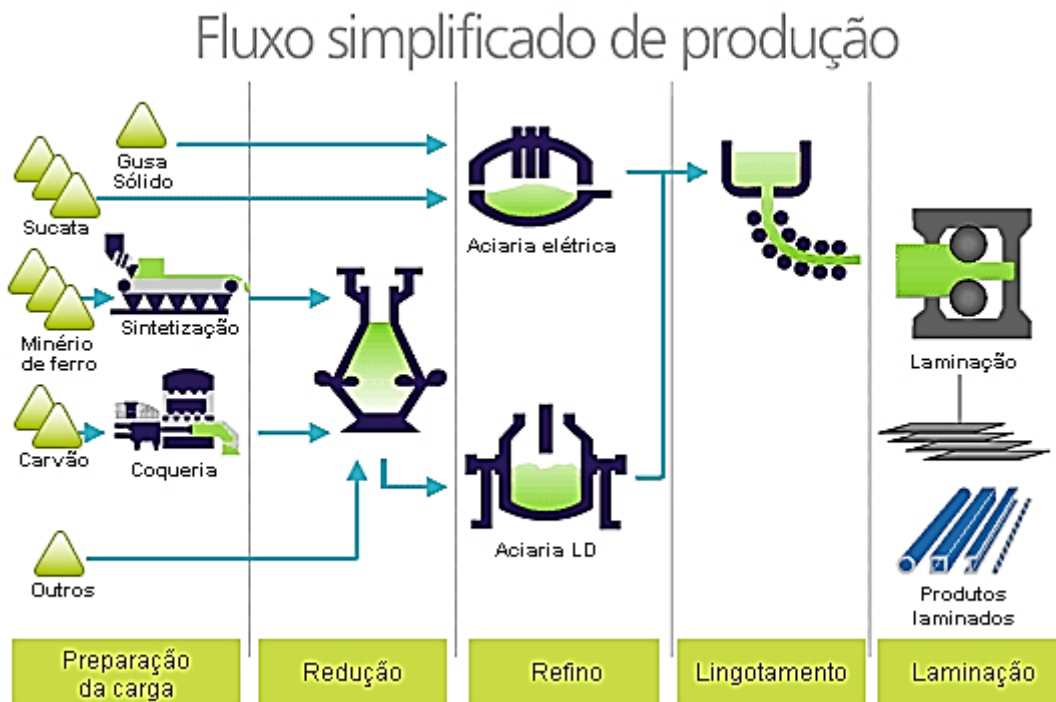 Fluxo simplificado de produção
Gusa
Sólido
Sucata
Aciaria elétrica
Sintetização
Minério
de ferro
Laminação
Carvão
Coqueria
Aciaria LD
Outros
Produtos
laminados
Preparação
da carga
Redução
Refino
Lingotamento
Laminação